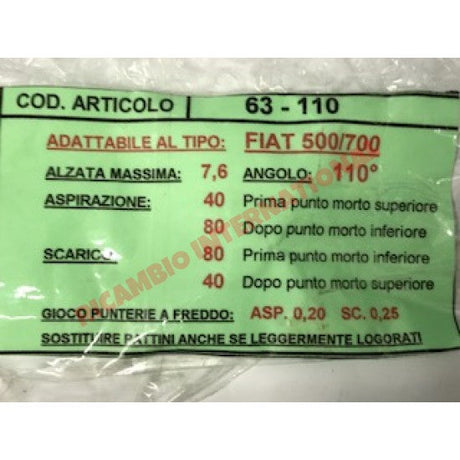 COD. ARTICOLO 63 - 110
ADATTABILE AL TIPO: FIAT 500/700
ALZATA MASSIMA: 7,6 ANGOLO: 110°
ASPIRAZIONE: 40 Prima punto morto superiore
80 Dopo punto morto inferiore
SCARICO: 80 Prima punto morto inferiore
40 Dopo punto morto superiore
GIOCO PUNTERIE A FREDDO: ASP. 0,20 SC. 0,25
SOSTITUIRE PATTINI ANCHE SE LEGGERMENTE LOGORATI
RICAMBIO INTERNATIONAL